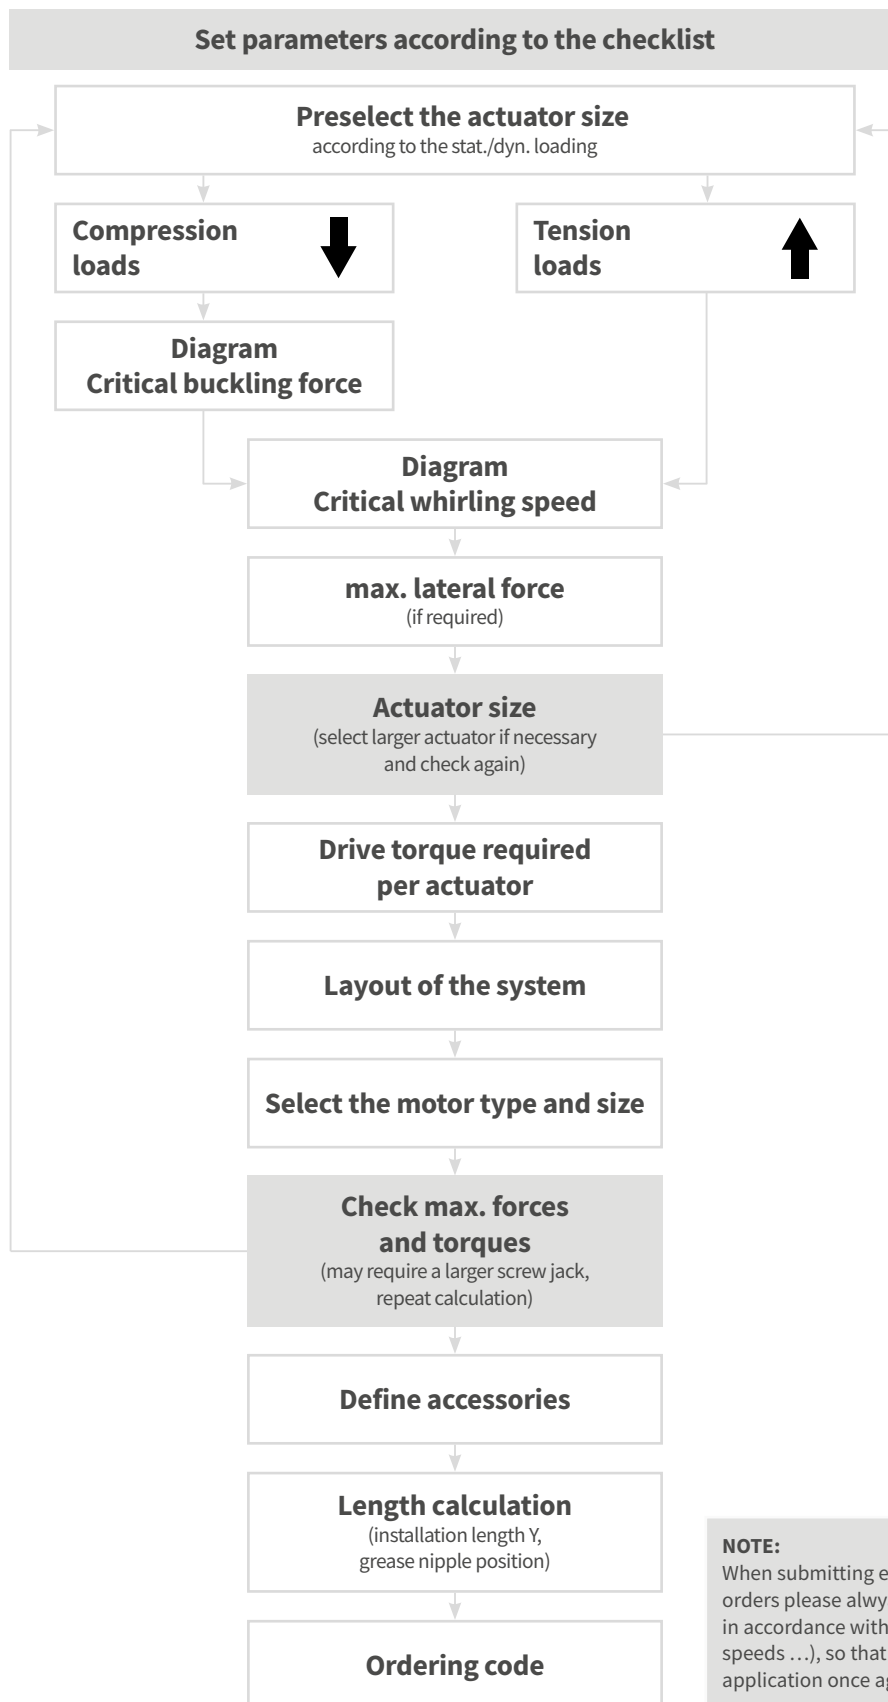 Set parameters according to the checklist
Preselect the actuator size
according to the stat./dyn. loading
Compression
loads
Tension
loads
Diagram
Critical buckling force
Diagram
Critical whirling speed
max. lateral force
(if required)
Actuator size
(select larger actuator if necessary
and check again)
Drive torque required
per actuator
Layout of the system
Select the motor type and size
Check max. forces
and torques
(may require a larger screw jack,
repeat calculation)
Define accessories
Length calculation
(installation length Y,
grease nipple position)
Ordering code
NOTE:
When submitting
orders please alwy
in accordance with
speeds …), so that
application once